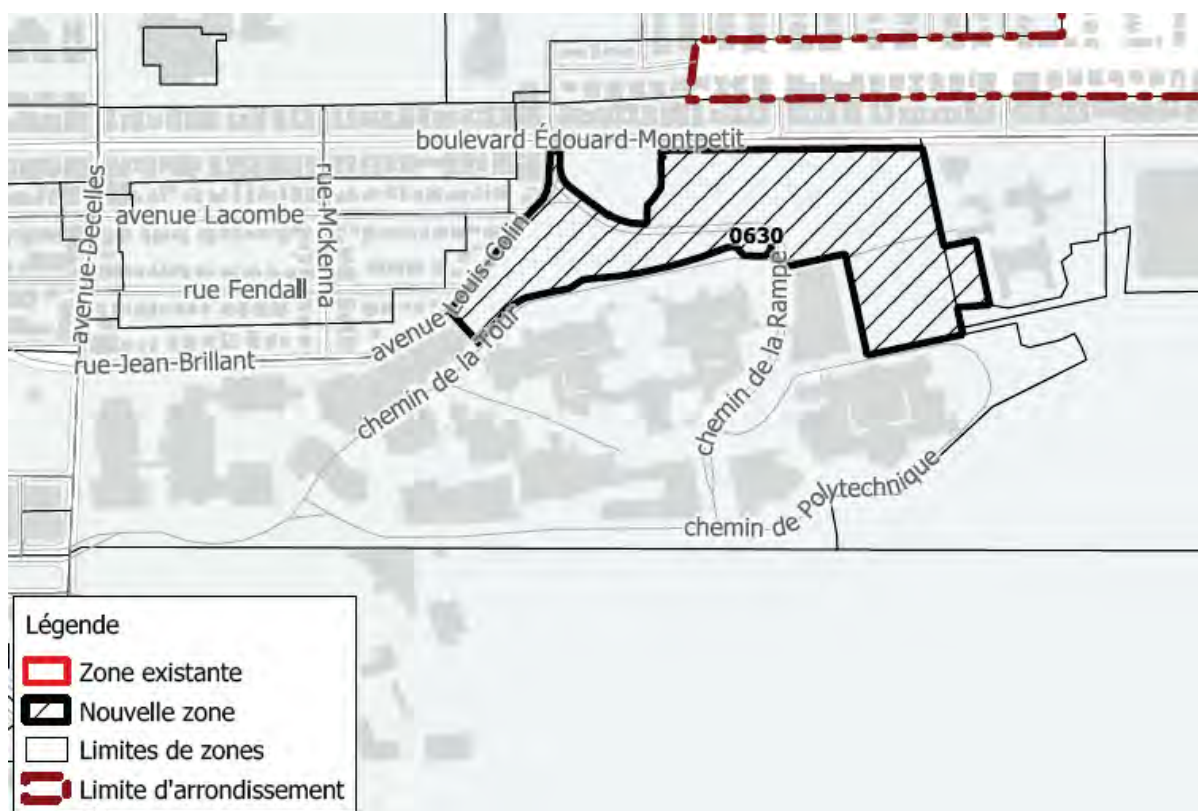 boulevard Édouard-Montpetit
avenue-Decelles
rue-McKenna
avenue Lacombe
0630
rue Fendall
avenue Louis-Colin
chemin de la Rampe
chemin de la Tour
rue-Jean-Brillant
chemin de Polytechnique
Légende
Zone existante
Nouvelle zone
Limites de zones
Limite d'arrondissement